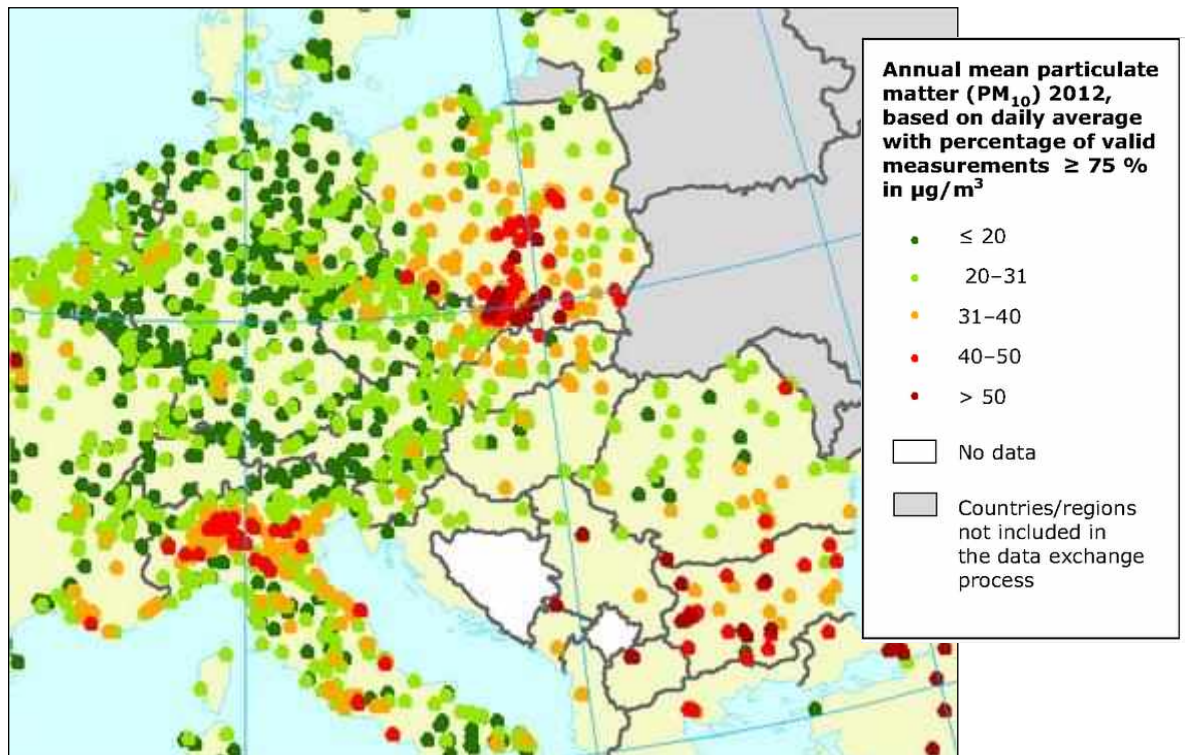 Annual mean particulate
matter (PM₁₀) 2012,
based on daily average
with percentage of valid
measurements ≥ 75 %
in µg/m³
≤ 20
20–31
31–40
40–50
> 50
No data
Countries/regions
not included in
the data exchange
process